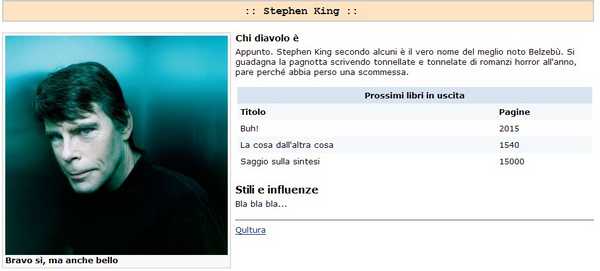 :: Stephen King ::
Chi diavolo è
Appunto. Stephen King secondo alcuni è il vero nome del meglio noto Belzebù. Si
guadagna la pagnotta scrivendo tonnellate e tonnelate di romanzi horror all'anno,
pare perché abbia perso una scommessa.
Prossimi libri in uscita
Titolo Pagine
Buh! 2015
La cosa dall'altra cosa 1540
Saggio sulla sintesi 15000
Stili e influenze
Bla bla bla...
Qultura
Bravo si, ma anche bello